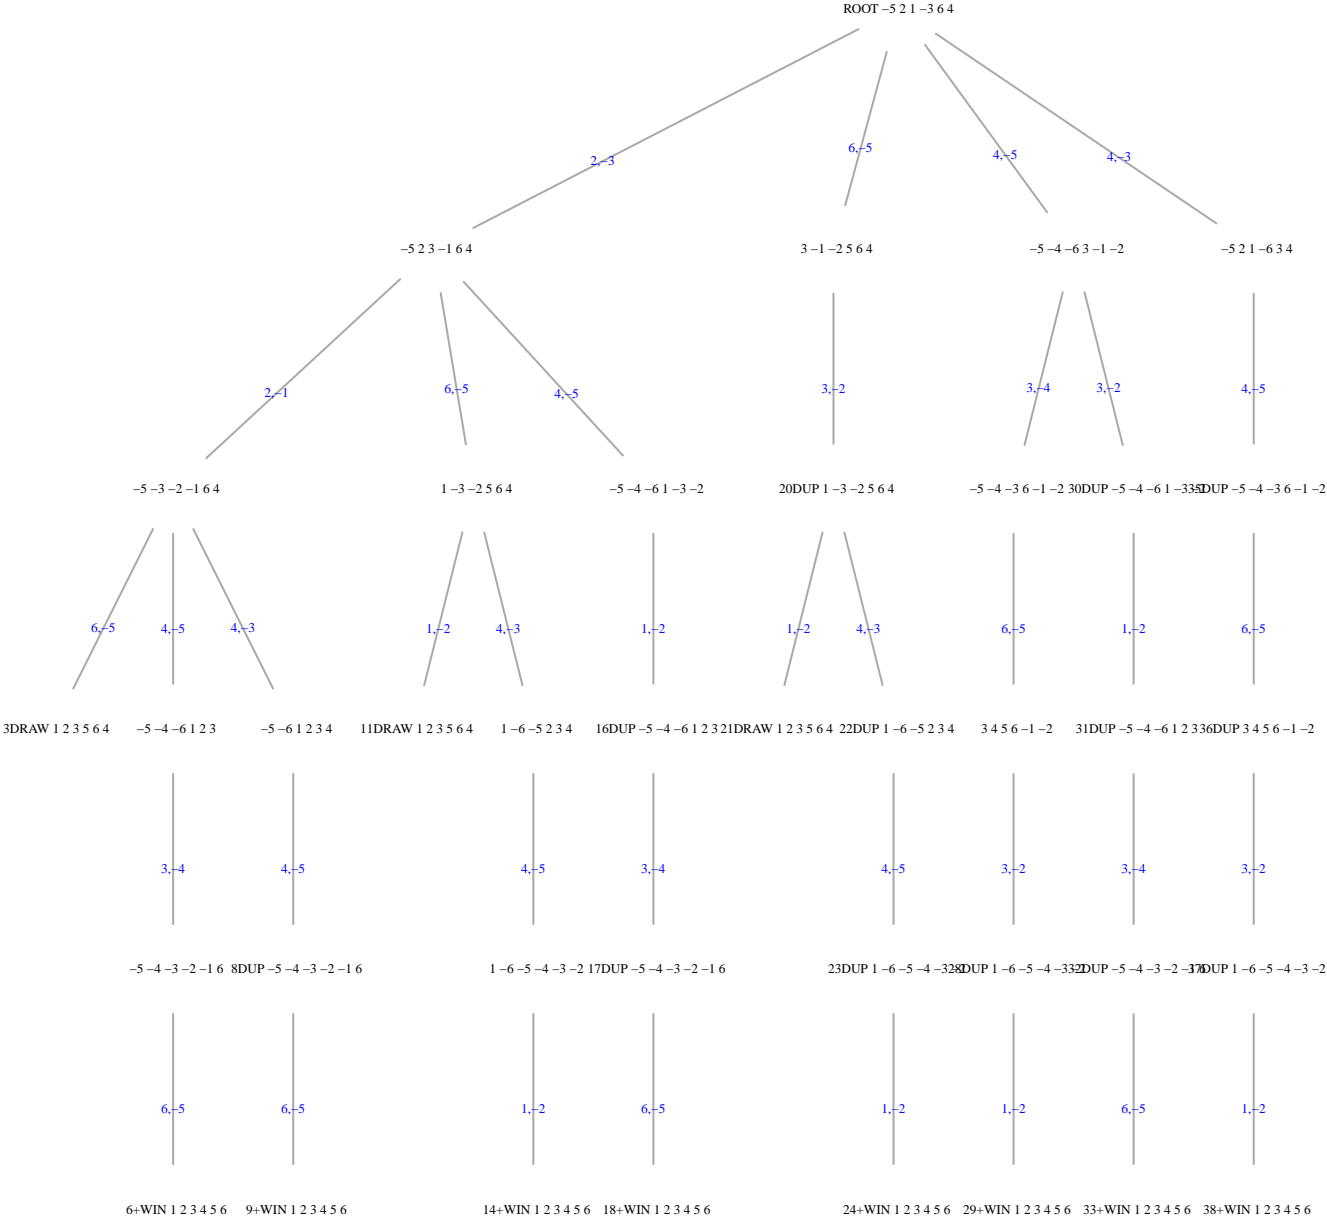 ROOT −5 2 1 −3 6 4
2,−3
6,−5
4,−5
4,−3
−5 2 3 −1 6 4
3 −1 −2 5 6 4
−5 −4 −6 3 −1 −2
−5 2 1 −6 3 4
2,−1
6,−5
4,−5
3,−2
3,−4
3,−2
4,−5
−5 −3 −2 −1 6 4
1 −3 −2 5 6 4
−5 −4 −6 1 −3 −2
20DUP 1 −3 −2 5 6 4
−5 −4 −3 6 −1 −2
30DUP −5 −4 −6 1 −3 −2
35DUP −5 −4 −3 6 −1 −2
6,−5
4,−5
4,−3
1,−2
4,−3
1,−2
1,−2
4,−3
6,−5
1,−2
6,−5
3DRAW 1 2 3 5 6 4
−5 −4 −6 1 2 3
−5 −6 1 2 3 4
11DRAW 1 2 3 5 6 4
1 −6 −5 2 3 4
16DUP −5 −4 −6 1 2 3
21DRAW 1 2 3 5 6 4
22DUP 1 −6 −5 2 3 4
3 4 5 6 −1 −2
31DUP −5 −4 −6 1 2 3
36DUP 3 4 5 6 −1 −2
3,−4
4,−5
4,−5
3,−4
4,−5
3,−2
3,−4
3,−2
−5 −4 −3 −2 −1 6
8DUP −5 −4 −3 −2 −1 6
1 −6 −5 −4 −3 −2
17DUP −5 −4 −3 −2 −1 6
23DUP 1 −6 −5 −4 −3 −2
28DUP 1 −6 −5 −4 −3 −2
32DUP −5 −4 −3 −2 −1 6
37DUP 1 −6 −5 −4 −3 −2
6,−5
6,−5
1,−2
6,−5
1,−2
1,−2
6,−5
1,−2
6+WIN 1 2 3 4 5 6
9+WIN 1 2 3 4 5 6
14+WIN 1 2 3 4 5 6
18+WIN 1 2 3 4 5 6
24+WIN 1 2 3 4 5 6
29+WIN 1 2 3 4 5 6
33+WIN 1 2 3 4 5 6
38+WIN 1 2 3 4 5 6